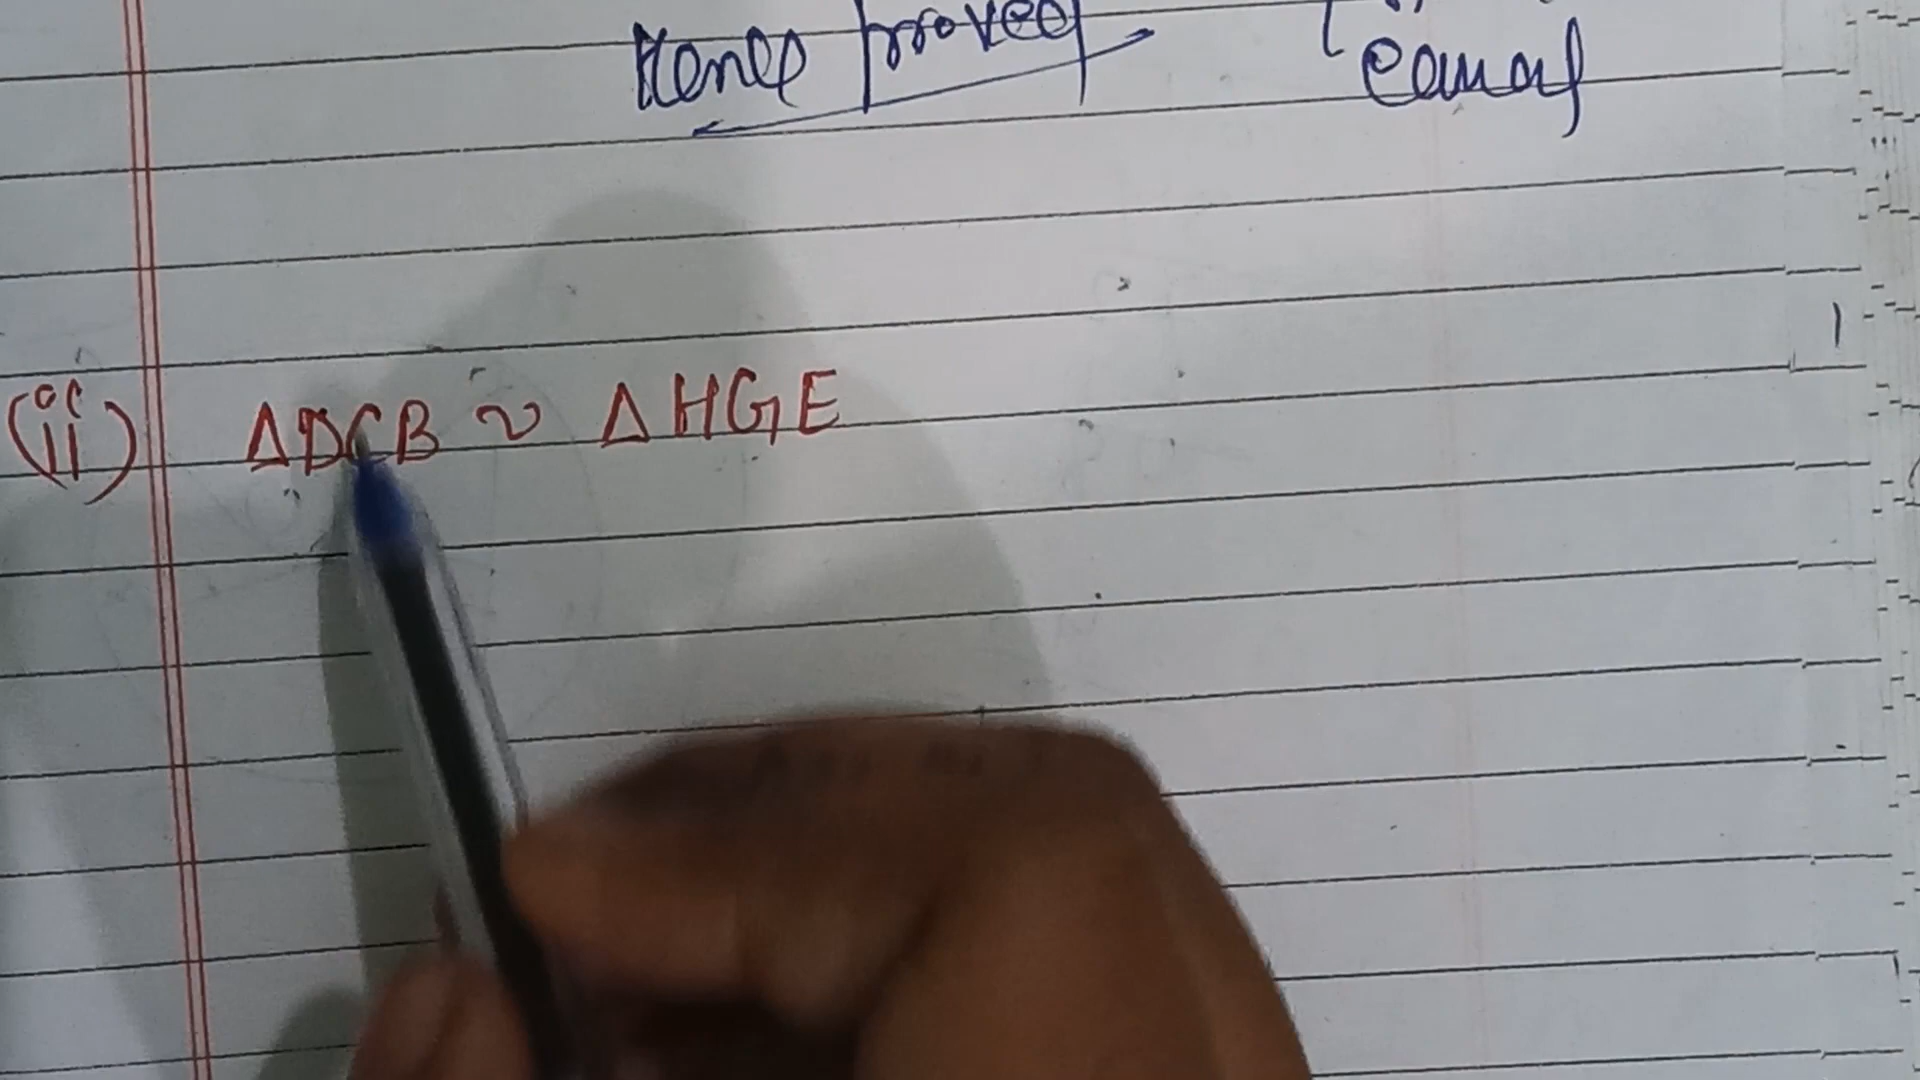 Hence proved
equal
(ii) ΔDCB ~ ΔHGE